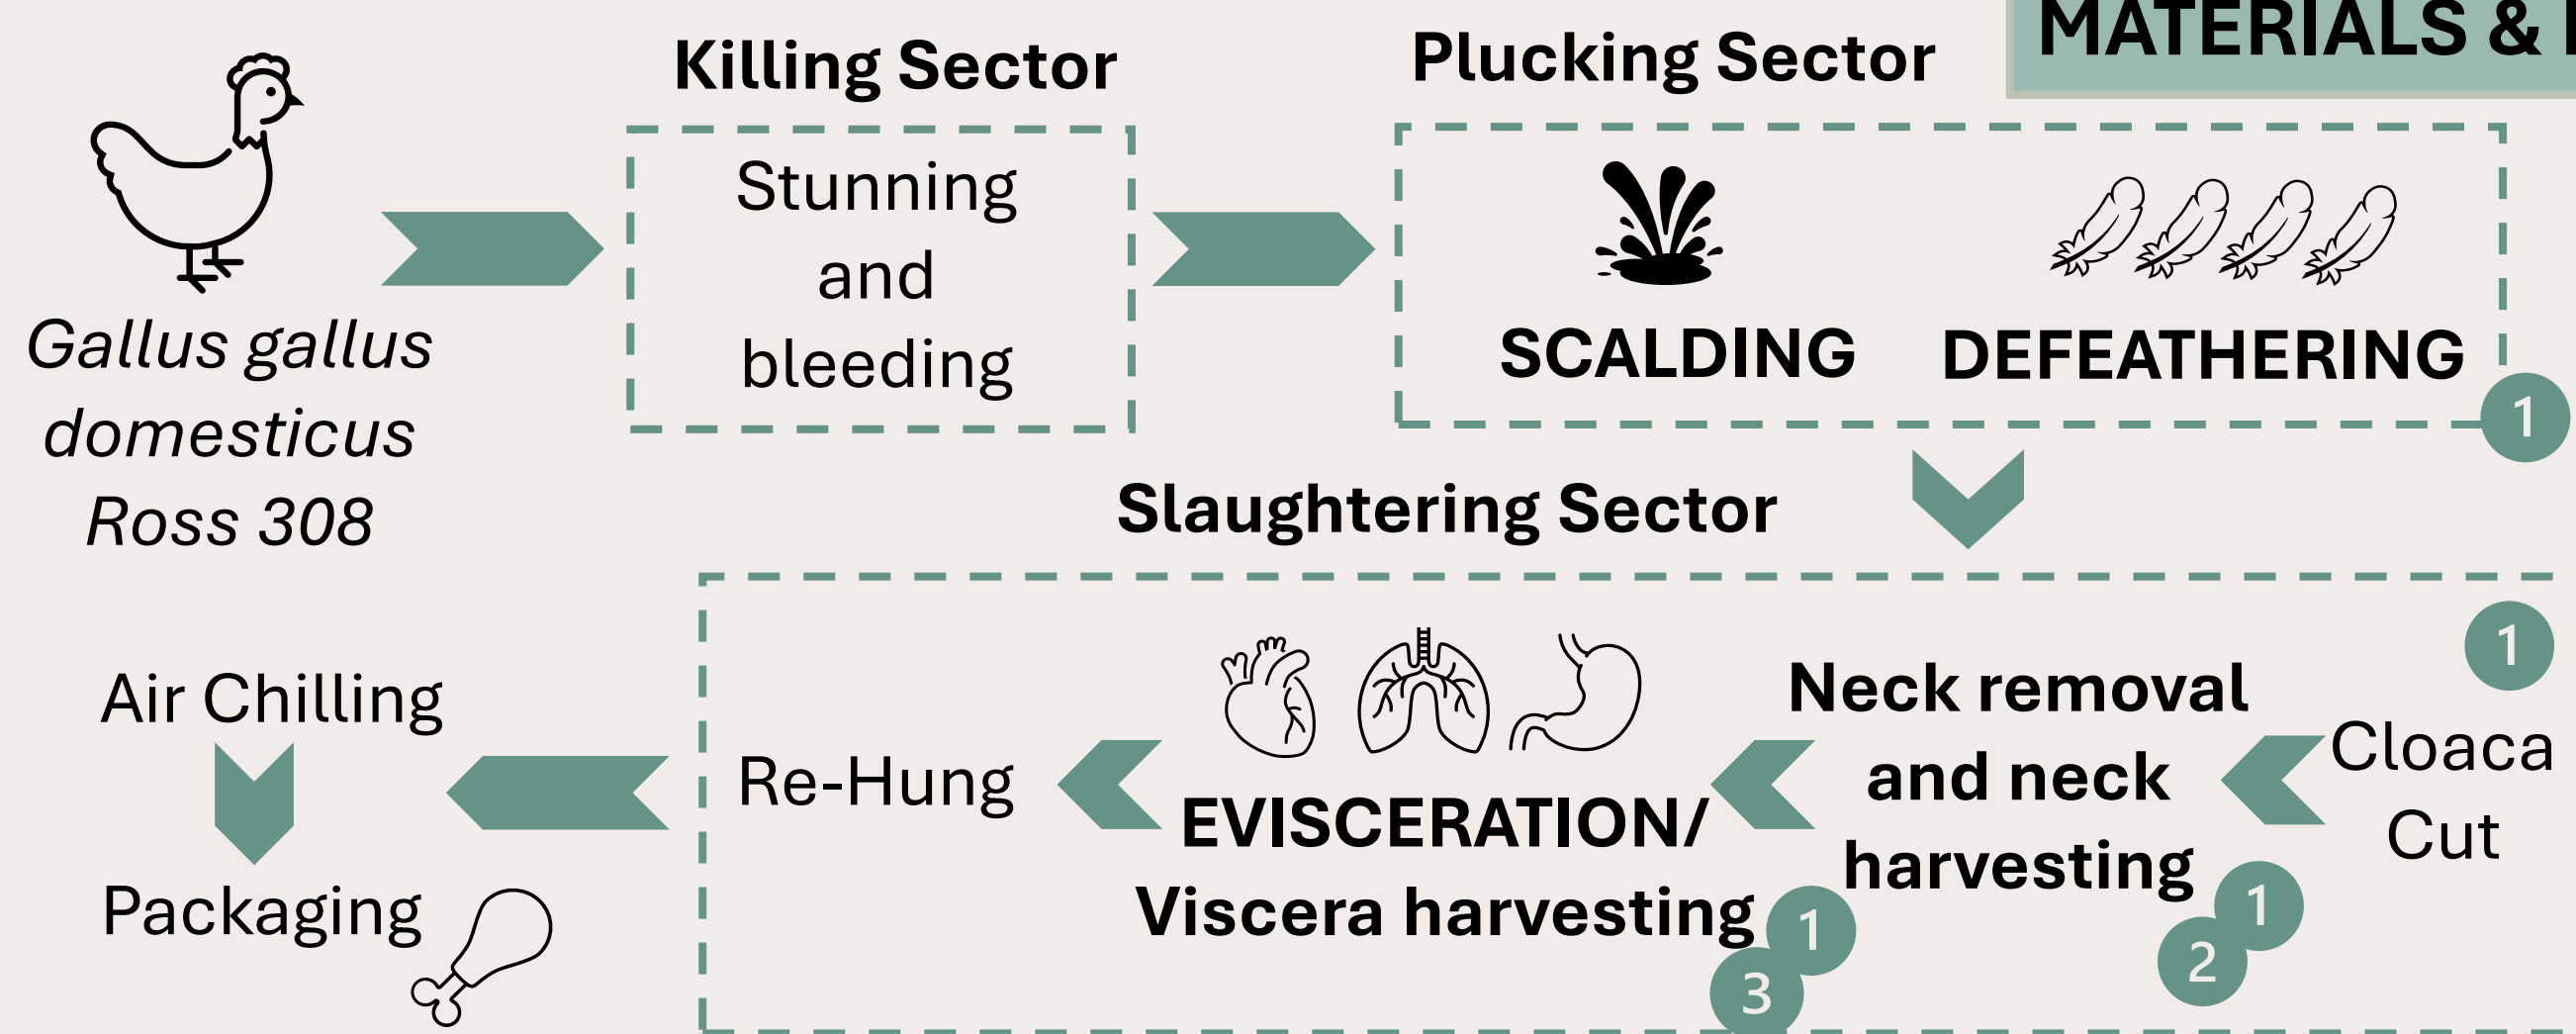 MATERIALS &
Killing Sector
Plucking Sector
Stunning
and
bleeding
SCALDING
DEFEATHERING
1
Gallus gallus
domesticus
Ross 308
Slaughtering Sector
1
Cloaca
Cut
Neck removal
and neck
harvesting
1
2
EVISCERATION/
Viscera harvesting
1
3
Re-Hung
Air Chilling
Packaging